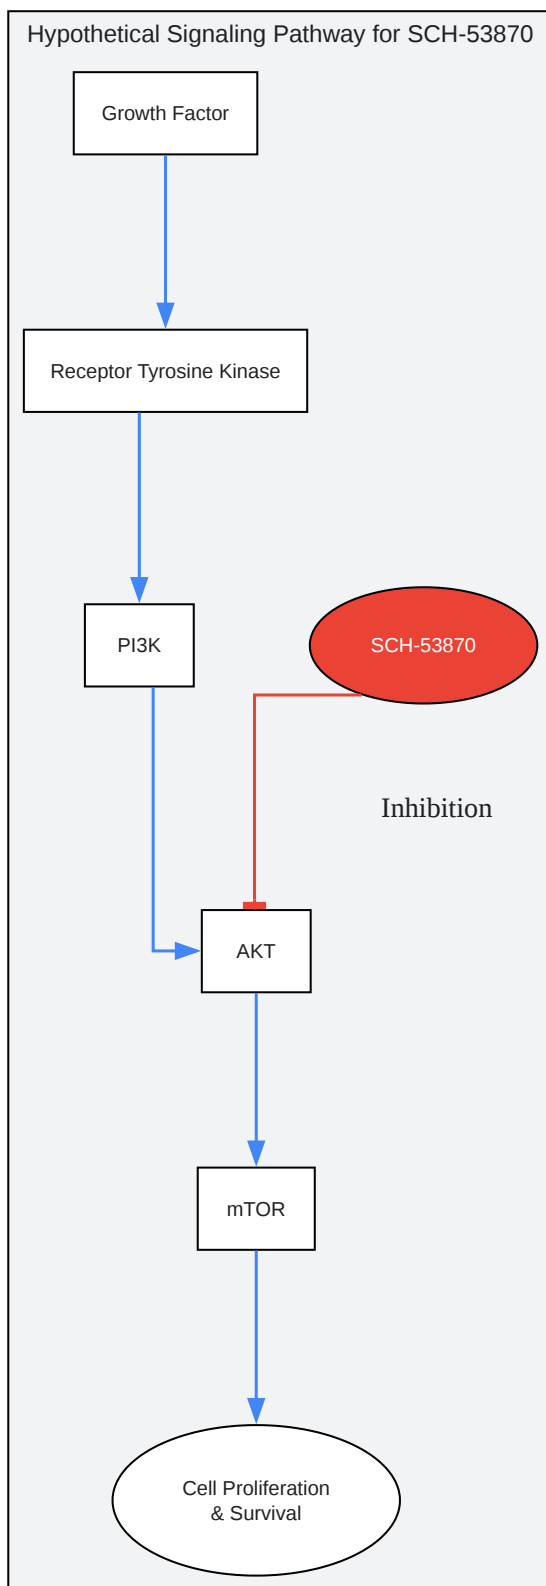 Hypothetical Signaling Pathway for SCH-53870
Growth Factor
Receptor Tyrosine Kinase
PI3K
SCH-53870
Inhibition
AKT
mTOR
Cell Proliferation
& Survival